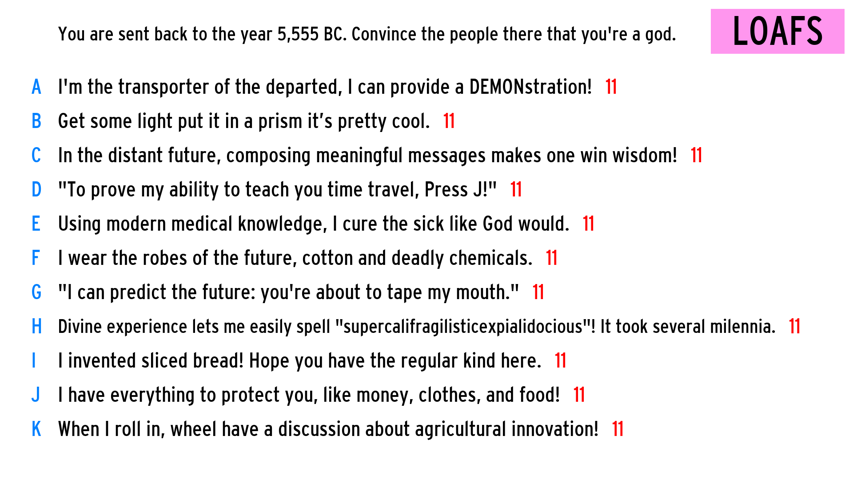 You are sent back to the year 5,555 BC. Convince the people there that you're a god.
LOAFS
A I'm the transporter of the departed, I can provide a DEMONstration! 11
B Get some light put it in a prism it’s pretty cool. 11
C In the distant future, composing meaningful messages makes one win wisdom! 11
D "To prove my ability to teach you time travel, Press J!" 11
E Using modern medical knowledge, I cure the sick like God would. 11
F I wear the robes of the future, cotton and deadly chemicals. 11
G "I can predict the future: you're about to tape my mouth." 11
H Divine experience lets me easily spell "supercalifragilisticexpialidocious"! It took several milennia. 11
I I invented sliced bread! Hope you have the regular kind here. 11
J I have everything to protect you, like money, clothes, and food! 11
K When I roll in, wheel have a discussion about agricultural innovation! 11